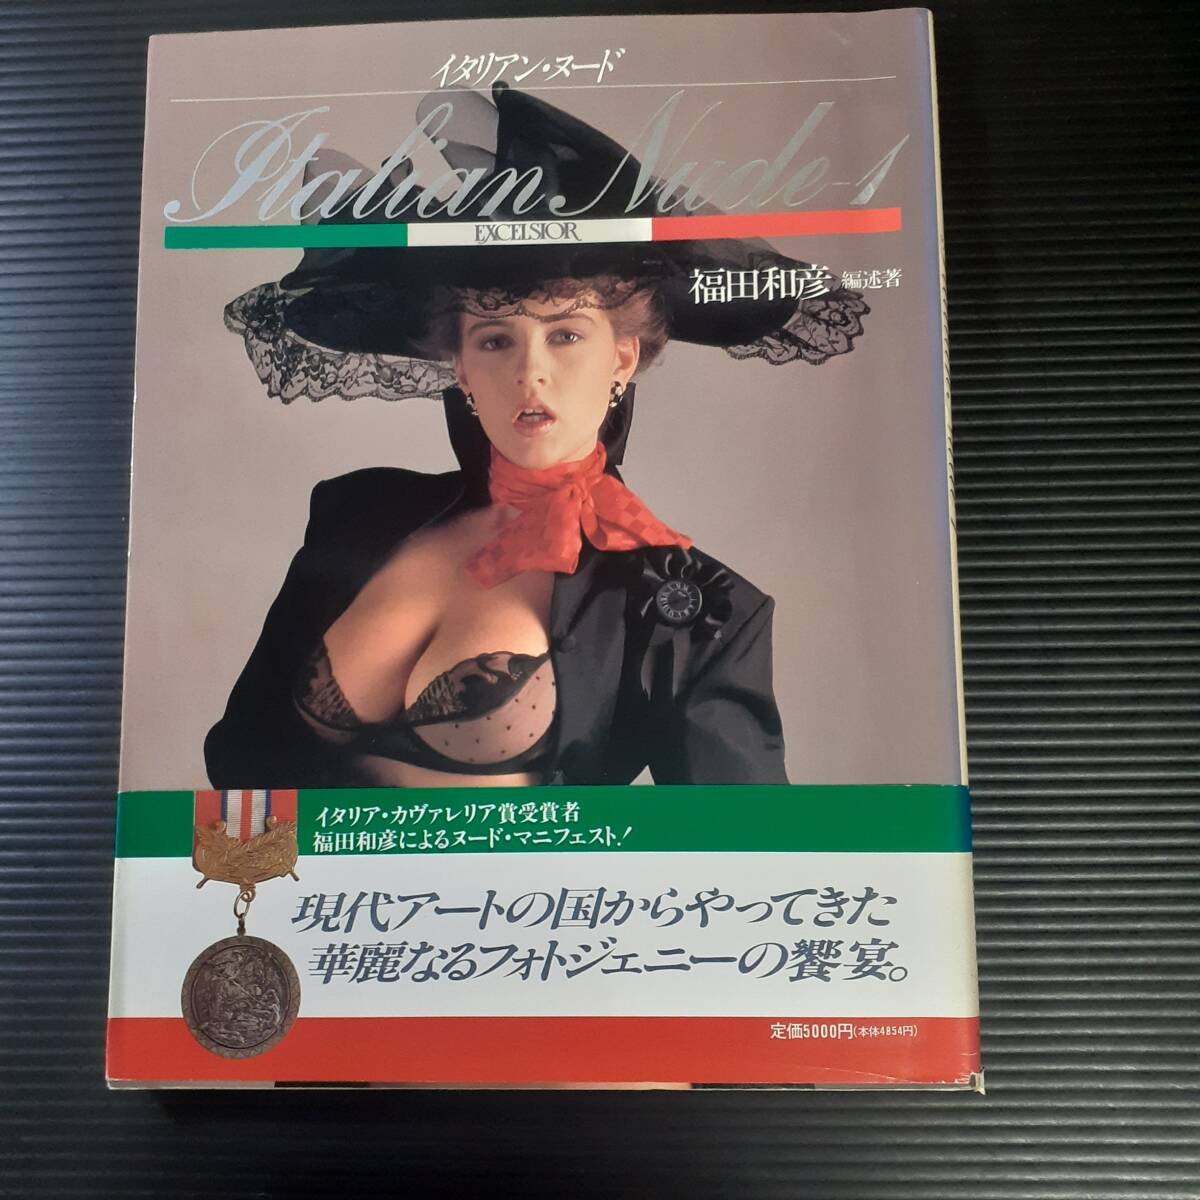 イタリアン・ヌード
Italian Nude-1
EXCELSIOR
福田和彦 編述著
イタリア・カヴァレリア賞受賞者
福田和彦によるヌード・マニフェスト!
現代アートの国からやってきた
華麗なるフォトジェニーの饗宴。
定価5000円(本体4854円)